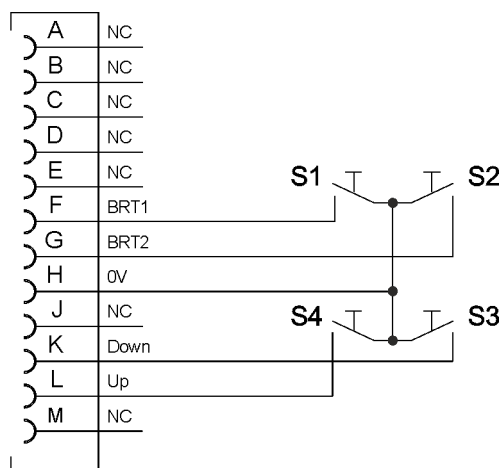 A NC
B NC
C NC
D NC
E NC
S1 S2
F BRT1
G BRT2
H 0V
J NC
S4 S3
K Down
L Up
M NC